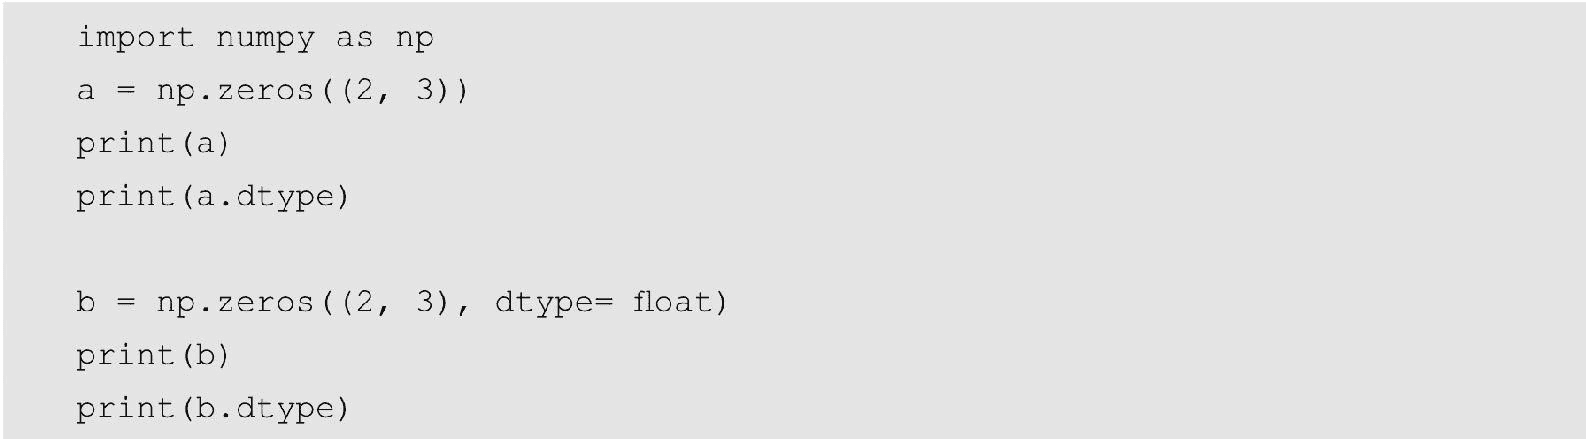 import numpy as np
a = np.zeros((2, 3))
print(a)
print(a.dtype)
b = np.zeros((2, 3), dtype= float)
print(b)
print(b.dtype)